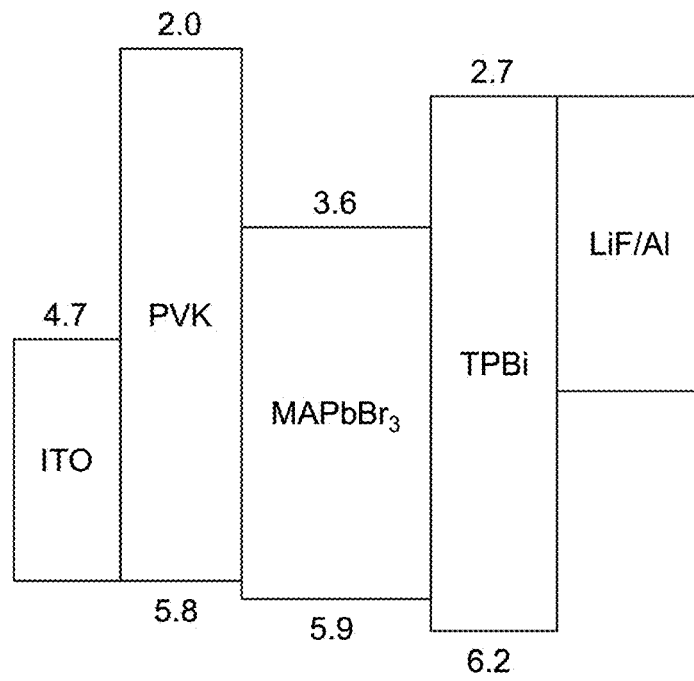 2.0
2.7
3.6
LiF/Al
4.7
PVK
TPBi
MAPbBr₃
ITO
5.8
5.9
6.2